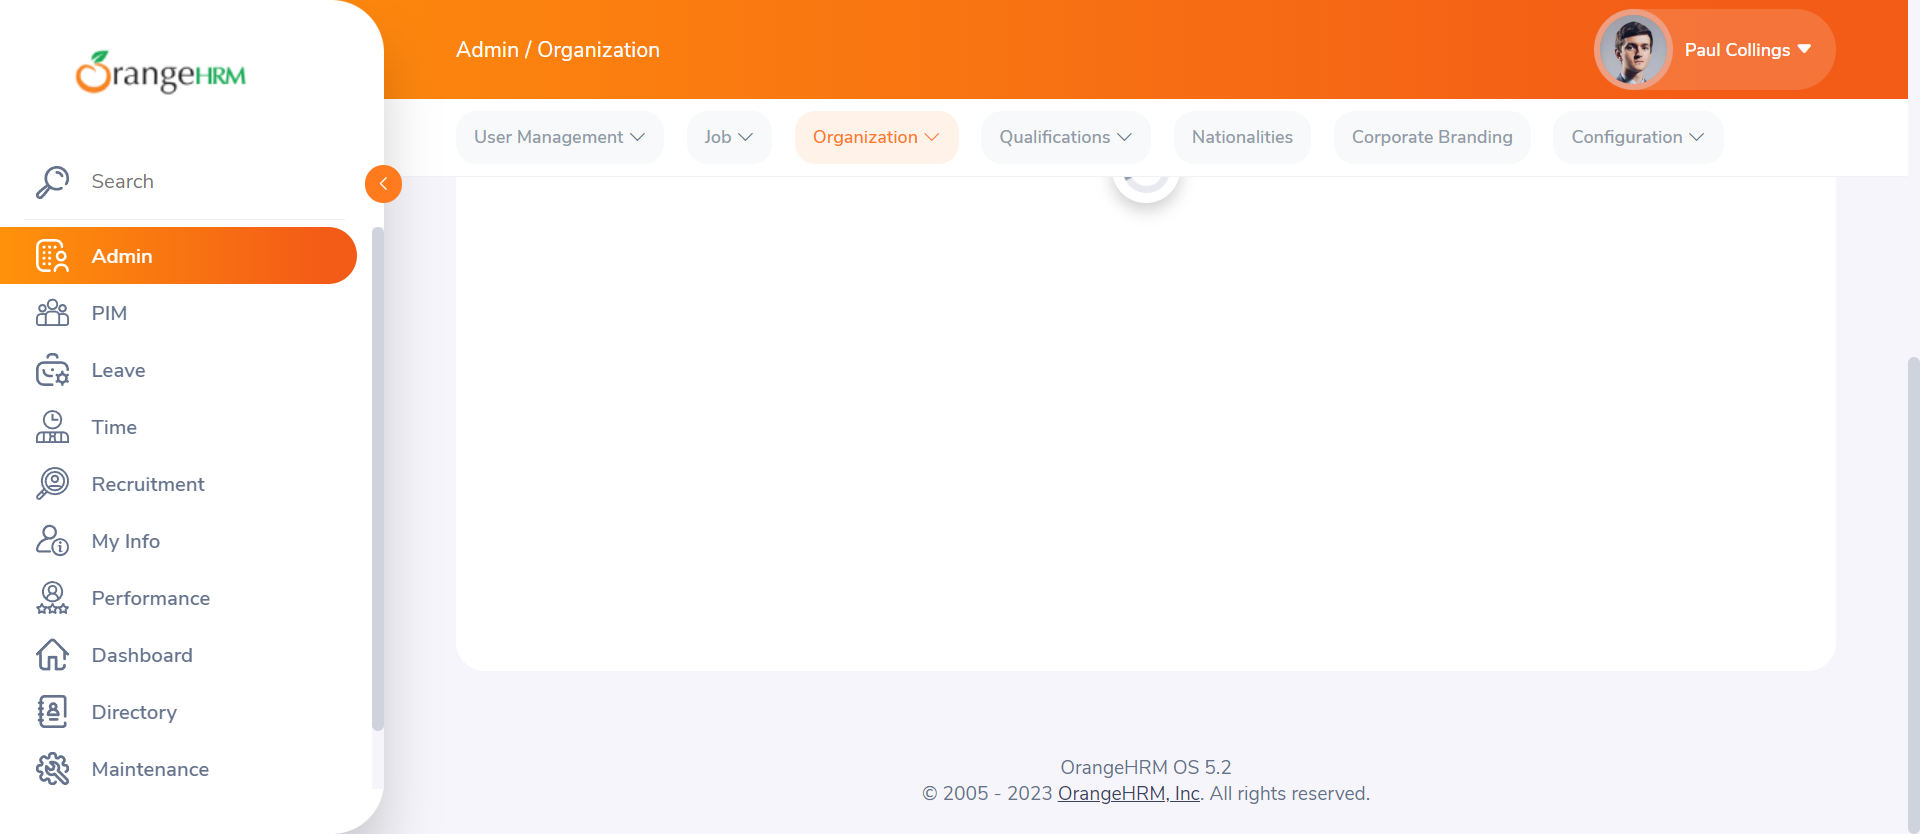 OrangeHRM
Admin / Organization
Paul Collings
User Management
Job
Organization
Qualifications
Nationalities
Corporate Branding
Configuration
Search
Admin
PIM
Leave
Time
Recruitment
My Info
Performance
Dashboard
Directory
Maintenance
OrangeHRM OS 5.2
© 2005 - 2023 OrangeHRM, Inc. All rights reserved.